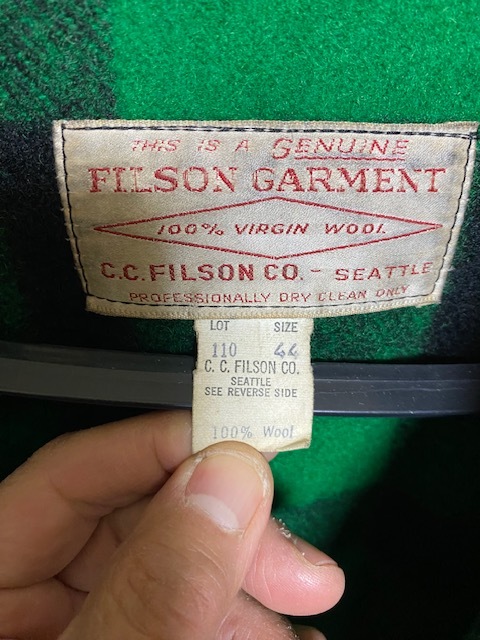 THIS IS A GENUINE
FILSON GARMENT
100% VIRGIN WOOL
C.C. FILSON CO. - SEATTLE
PROFESSIONALLY DRY CLEAN ONLY
LOT SIZE
110 44
C. C. FILSON CO.
SEATTLE
SEE REVERSE SIDE
100% Wool